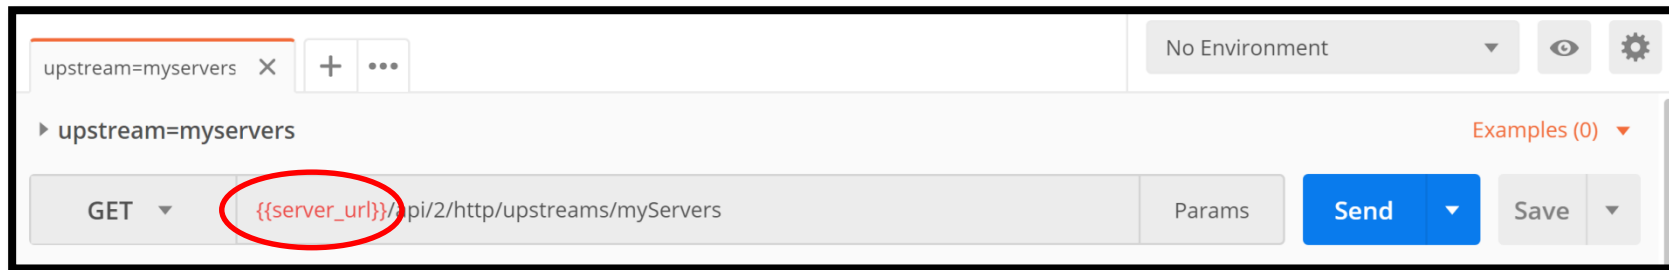 upstream=myservers
No Environment
upstream=myservers
Examples (0)
GET
{{server_url}}/api/2/http/upstreams/myServers
Params
Send
Save